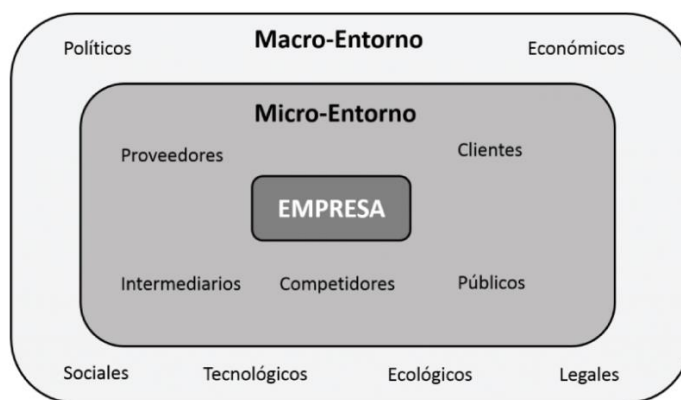 Macro-Entorno
Políticos
Económicos
Micro-Entorno
Proveedores
Clientes
EMPRESA
Intermediarios
Competidores
Públicos
Sociales
Tecnológicos
Ecológicos
Legales